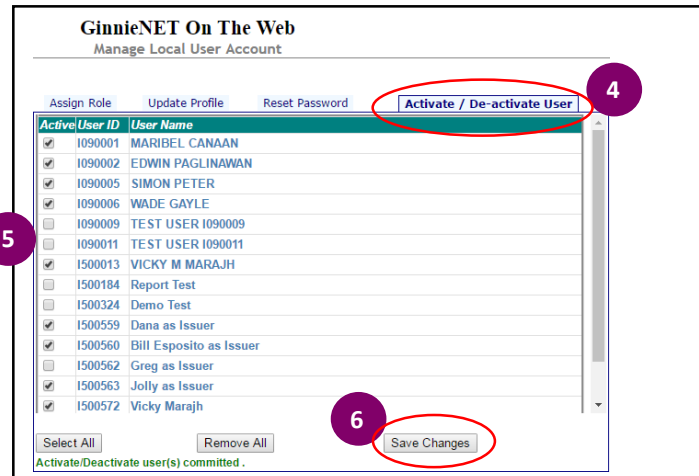 GinnieNET On The Web
Manage Local User Account
4
Assign Role Update Profile Reset Password Activate / De-activate User
Active User ID User Name
I090001 MARIBEL CANAAN
I090002 EDWIN PAGLINAWAN
I090005 SIMON PETER
I090006 WADE GAYLE
I090009 TEST USER I090009
5
I090011 TEST USER I090011
I500013 VICKY M MARAJH
I500184 Report Test
I500324 Demo Test
I500559 Dana as Issuer
I500560 Bill Esposito as Issuer
I500562 Greg as Issuer
I500563 Jolly as Issuer
I500572 Vicky Marajh
6
Select All Remove All Save Changes
Activate/Deactivate user(s) committed .